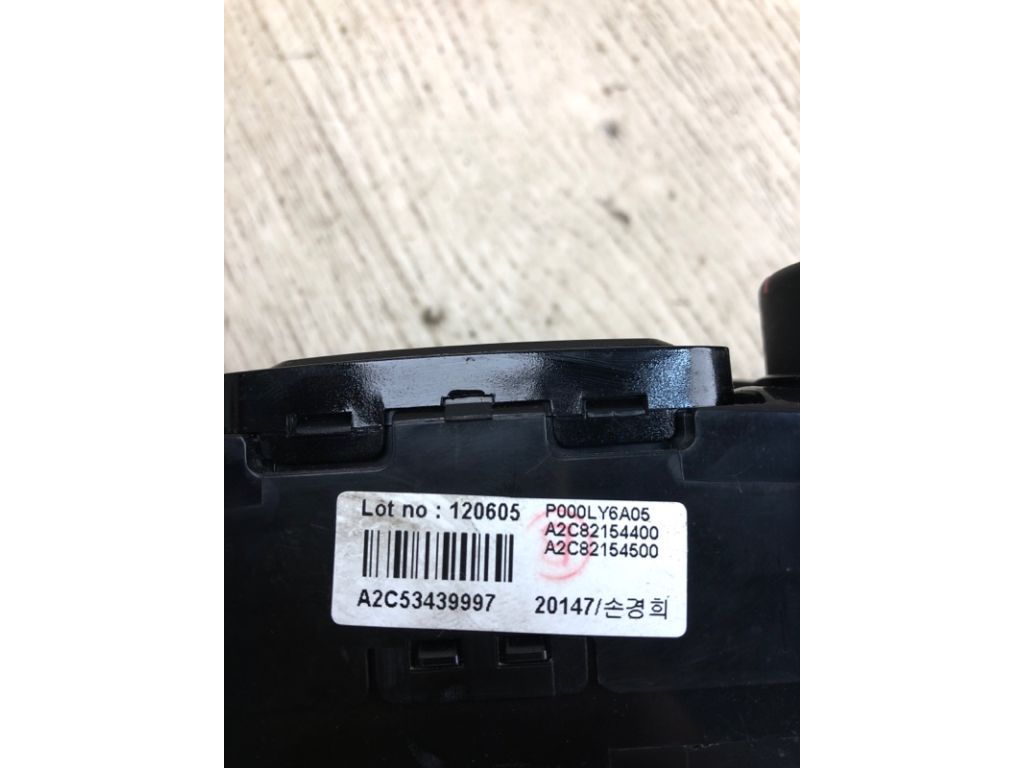 Lot no : 120605
P000LY6A05
A2C82154400
A2C82154500
A2C53439997
20147/손경희